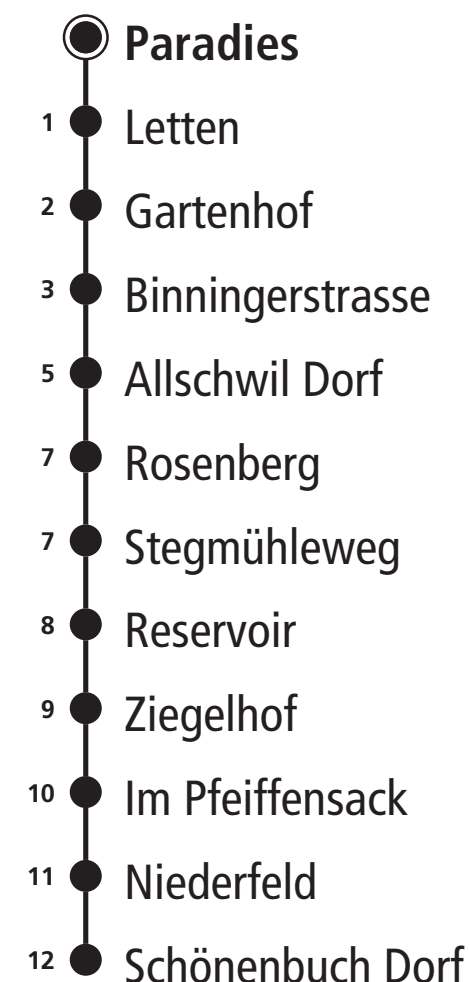 Paradies
1 Letten
2 Gartenhof
3 Binningerstrasse
5 Allschwil Dorf
7 Rosenberg
7 Stegmühleweg
8 Reservoir
9 Ziegelhof
10 Im Pfeiffensack
11 Niederfeld
12 Schönenbuch Dorf